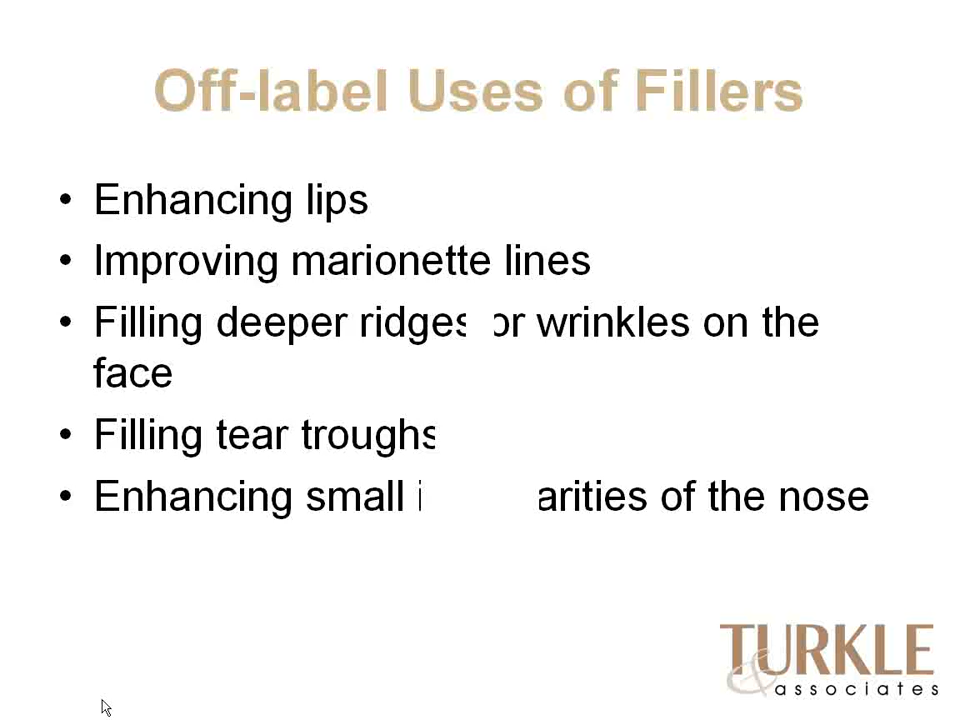 Off-label Uses of Fillers
• Enhancing lips
• Improving marionette lines
• Filling deeper ridges or wrinkles on the
face
• Filling tear troughs
• Enhancing small of the nose
TURKLE
& associates